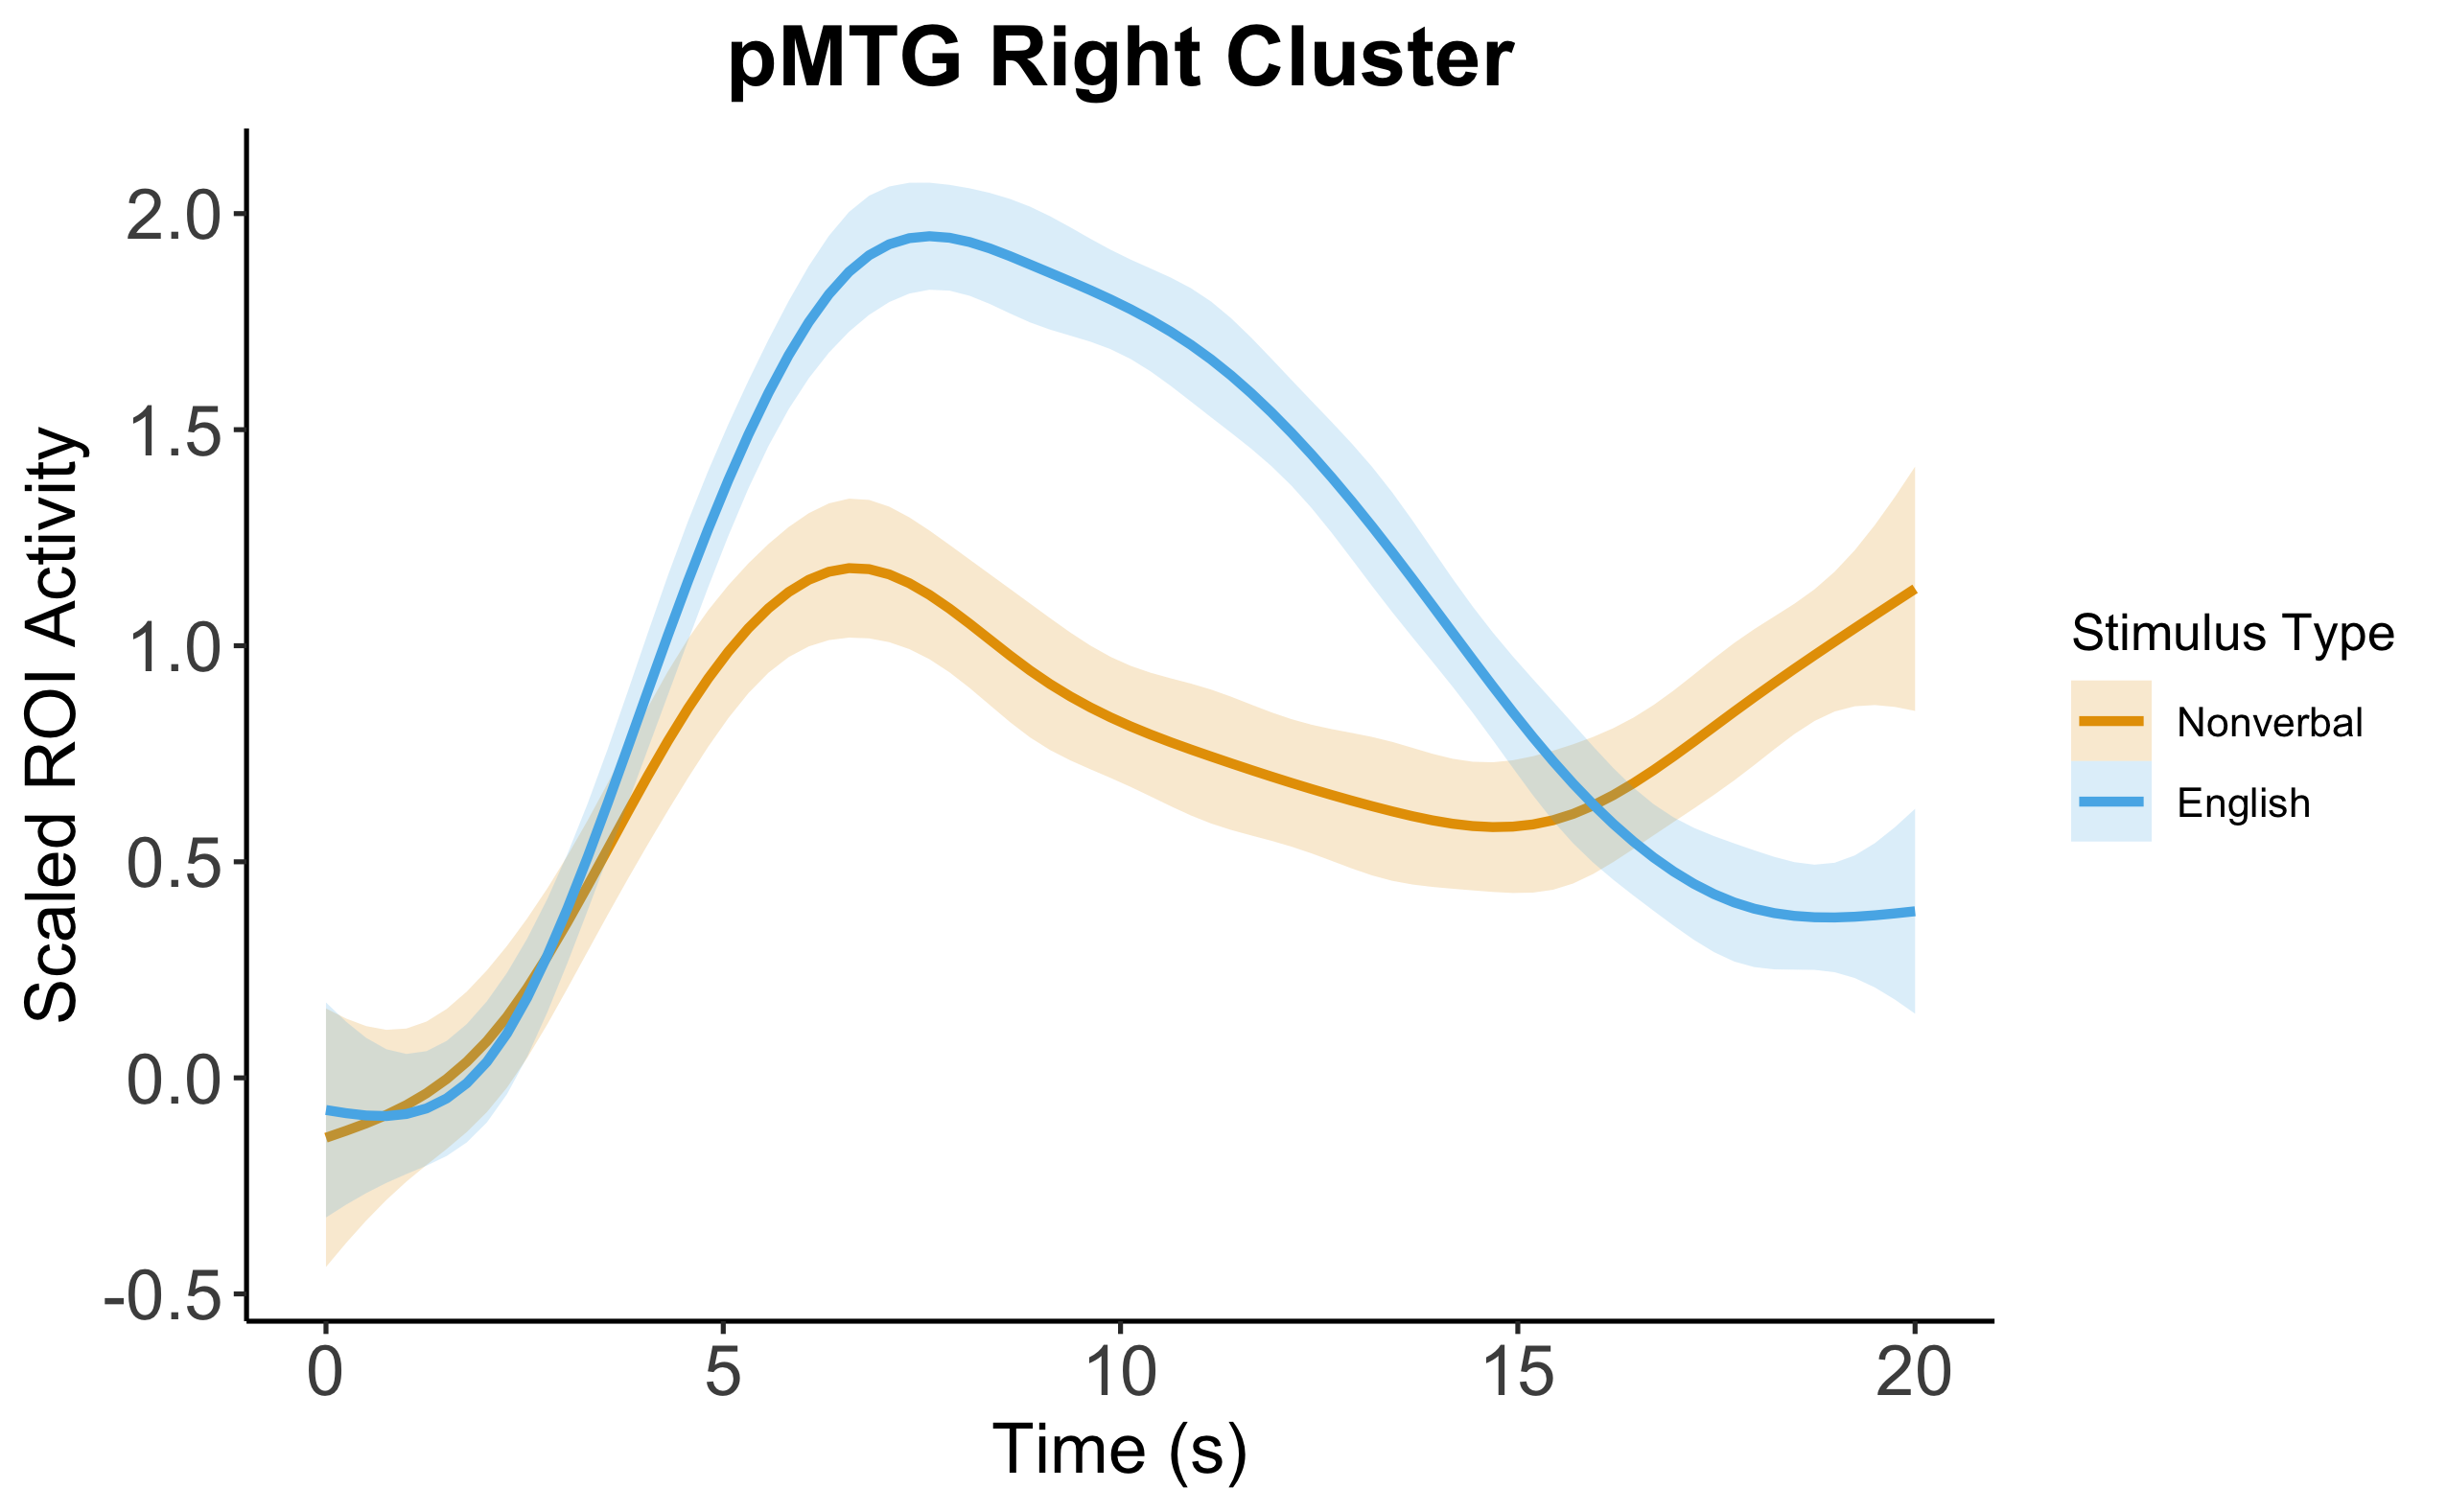 pMTG Right Cluster
Scaled ROI Activity
2.0
1.5
1.0
0.5
0.0
-0.5
0 5 10 15 20
Time (s)
Stimulus Type
Nonverbal
English